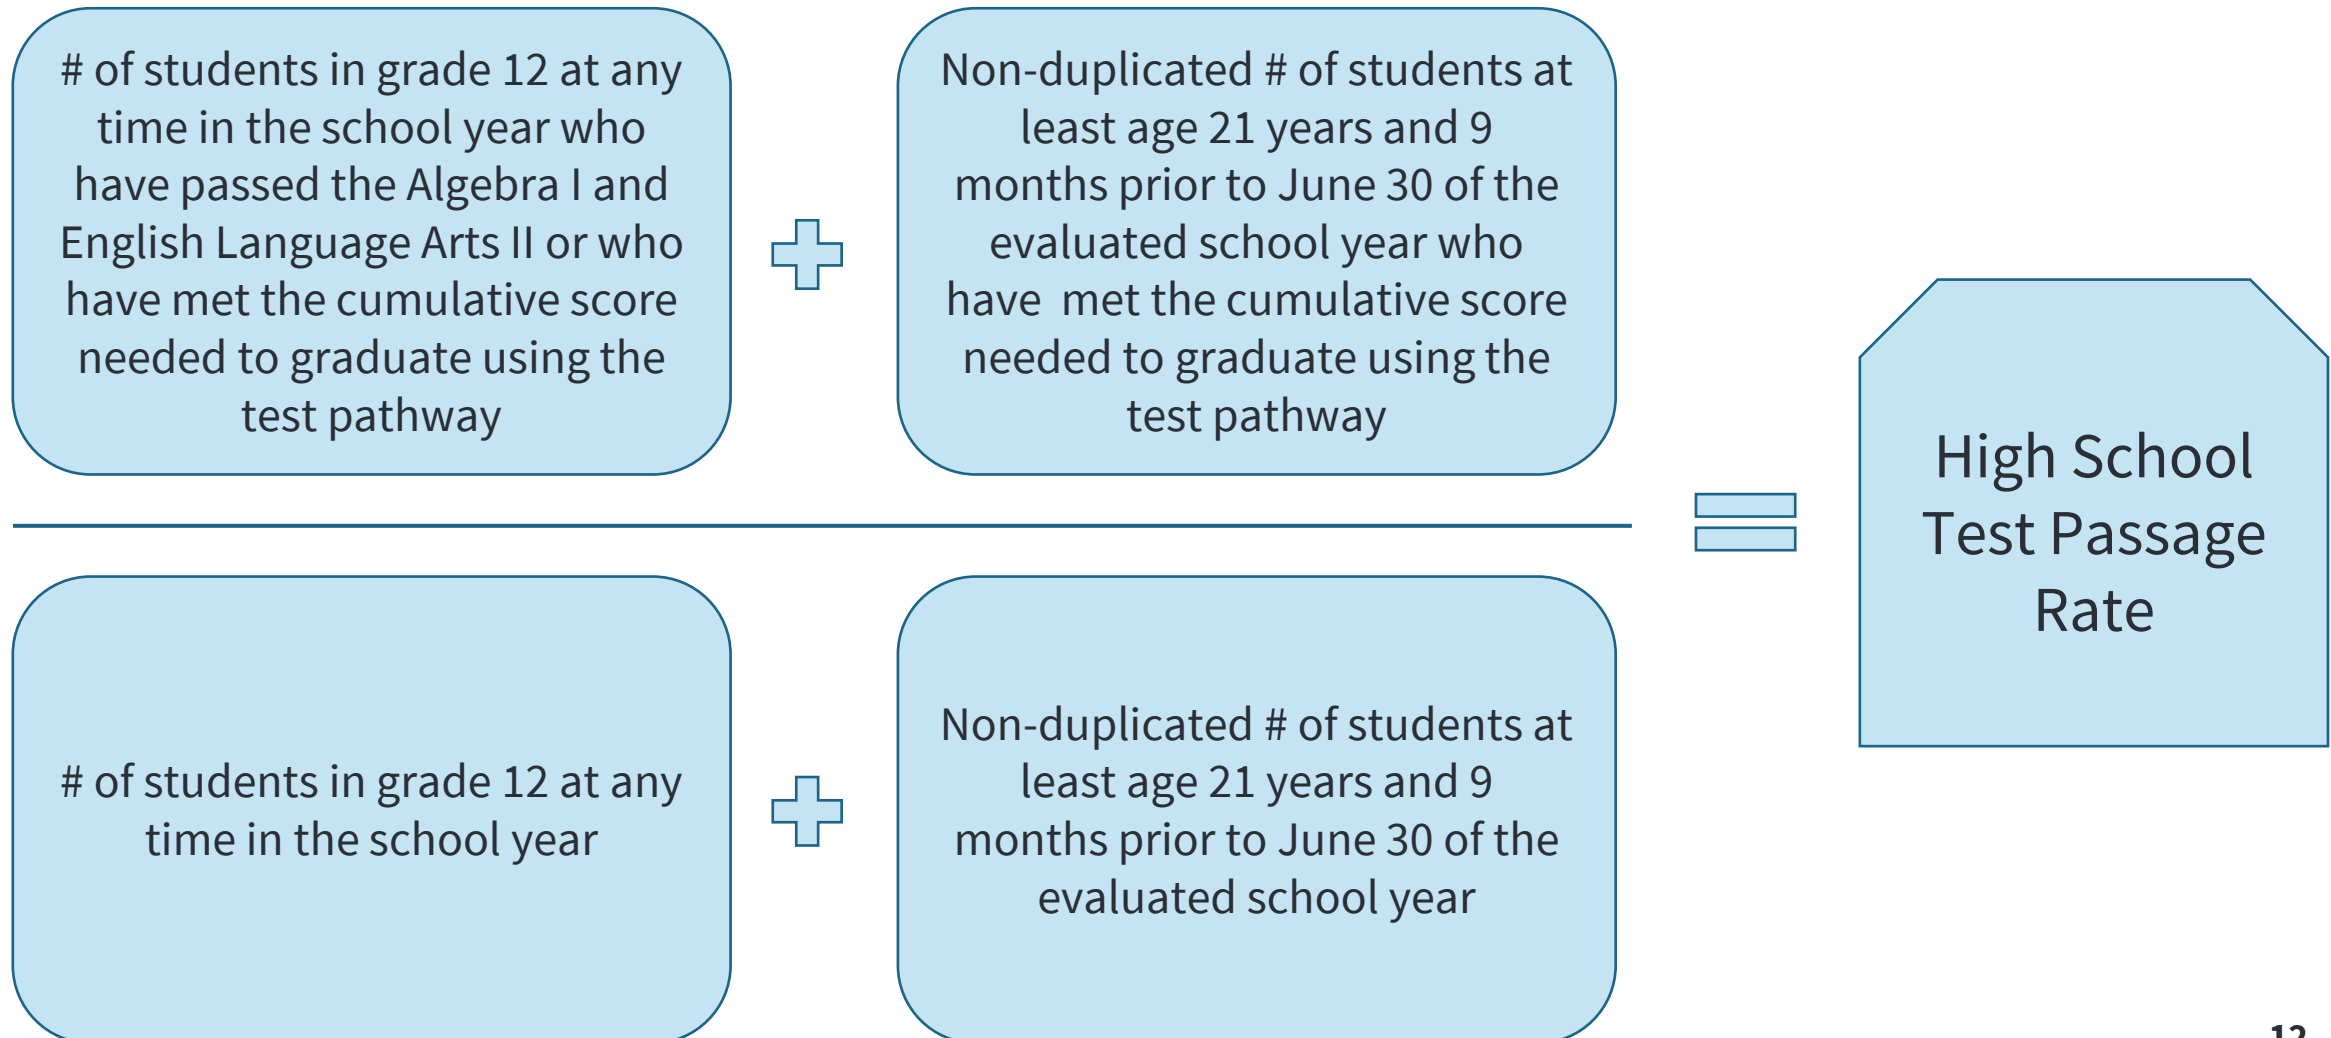 # of students in grade 12 at any
time in the school year who
have passed the Algebra I and
English Language Arts II or who
have met the cumulative score
needed to graduate using the
test pathway
Non-duplicated # of students at
least age 21 years and 9
months prior to June 30 of the
evaluated school year who
have  met the cumulative score
needed to graduate using the
test pathway
# of students in grade 12 at any
time in the school year
Non-duplicated # of students at
least age 21 years and 9
months prior to June 30 of the
evaluated school year
High School
Test Passage
Rate
12